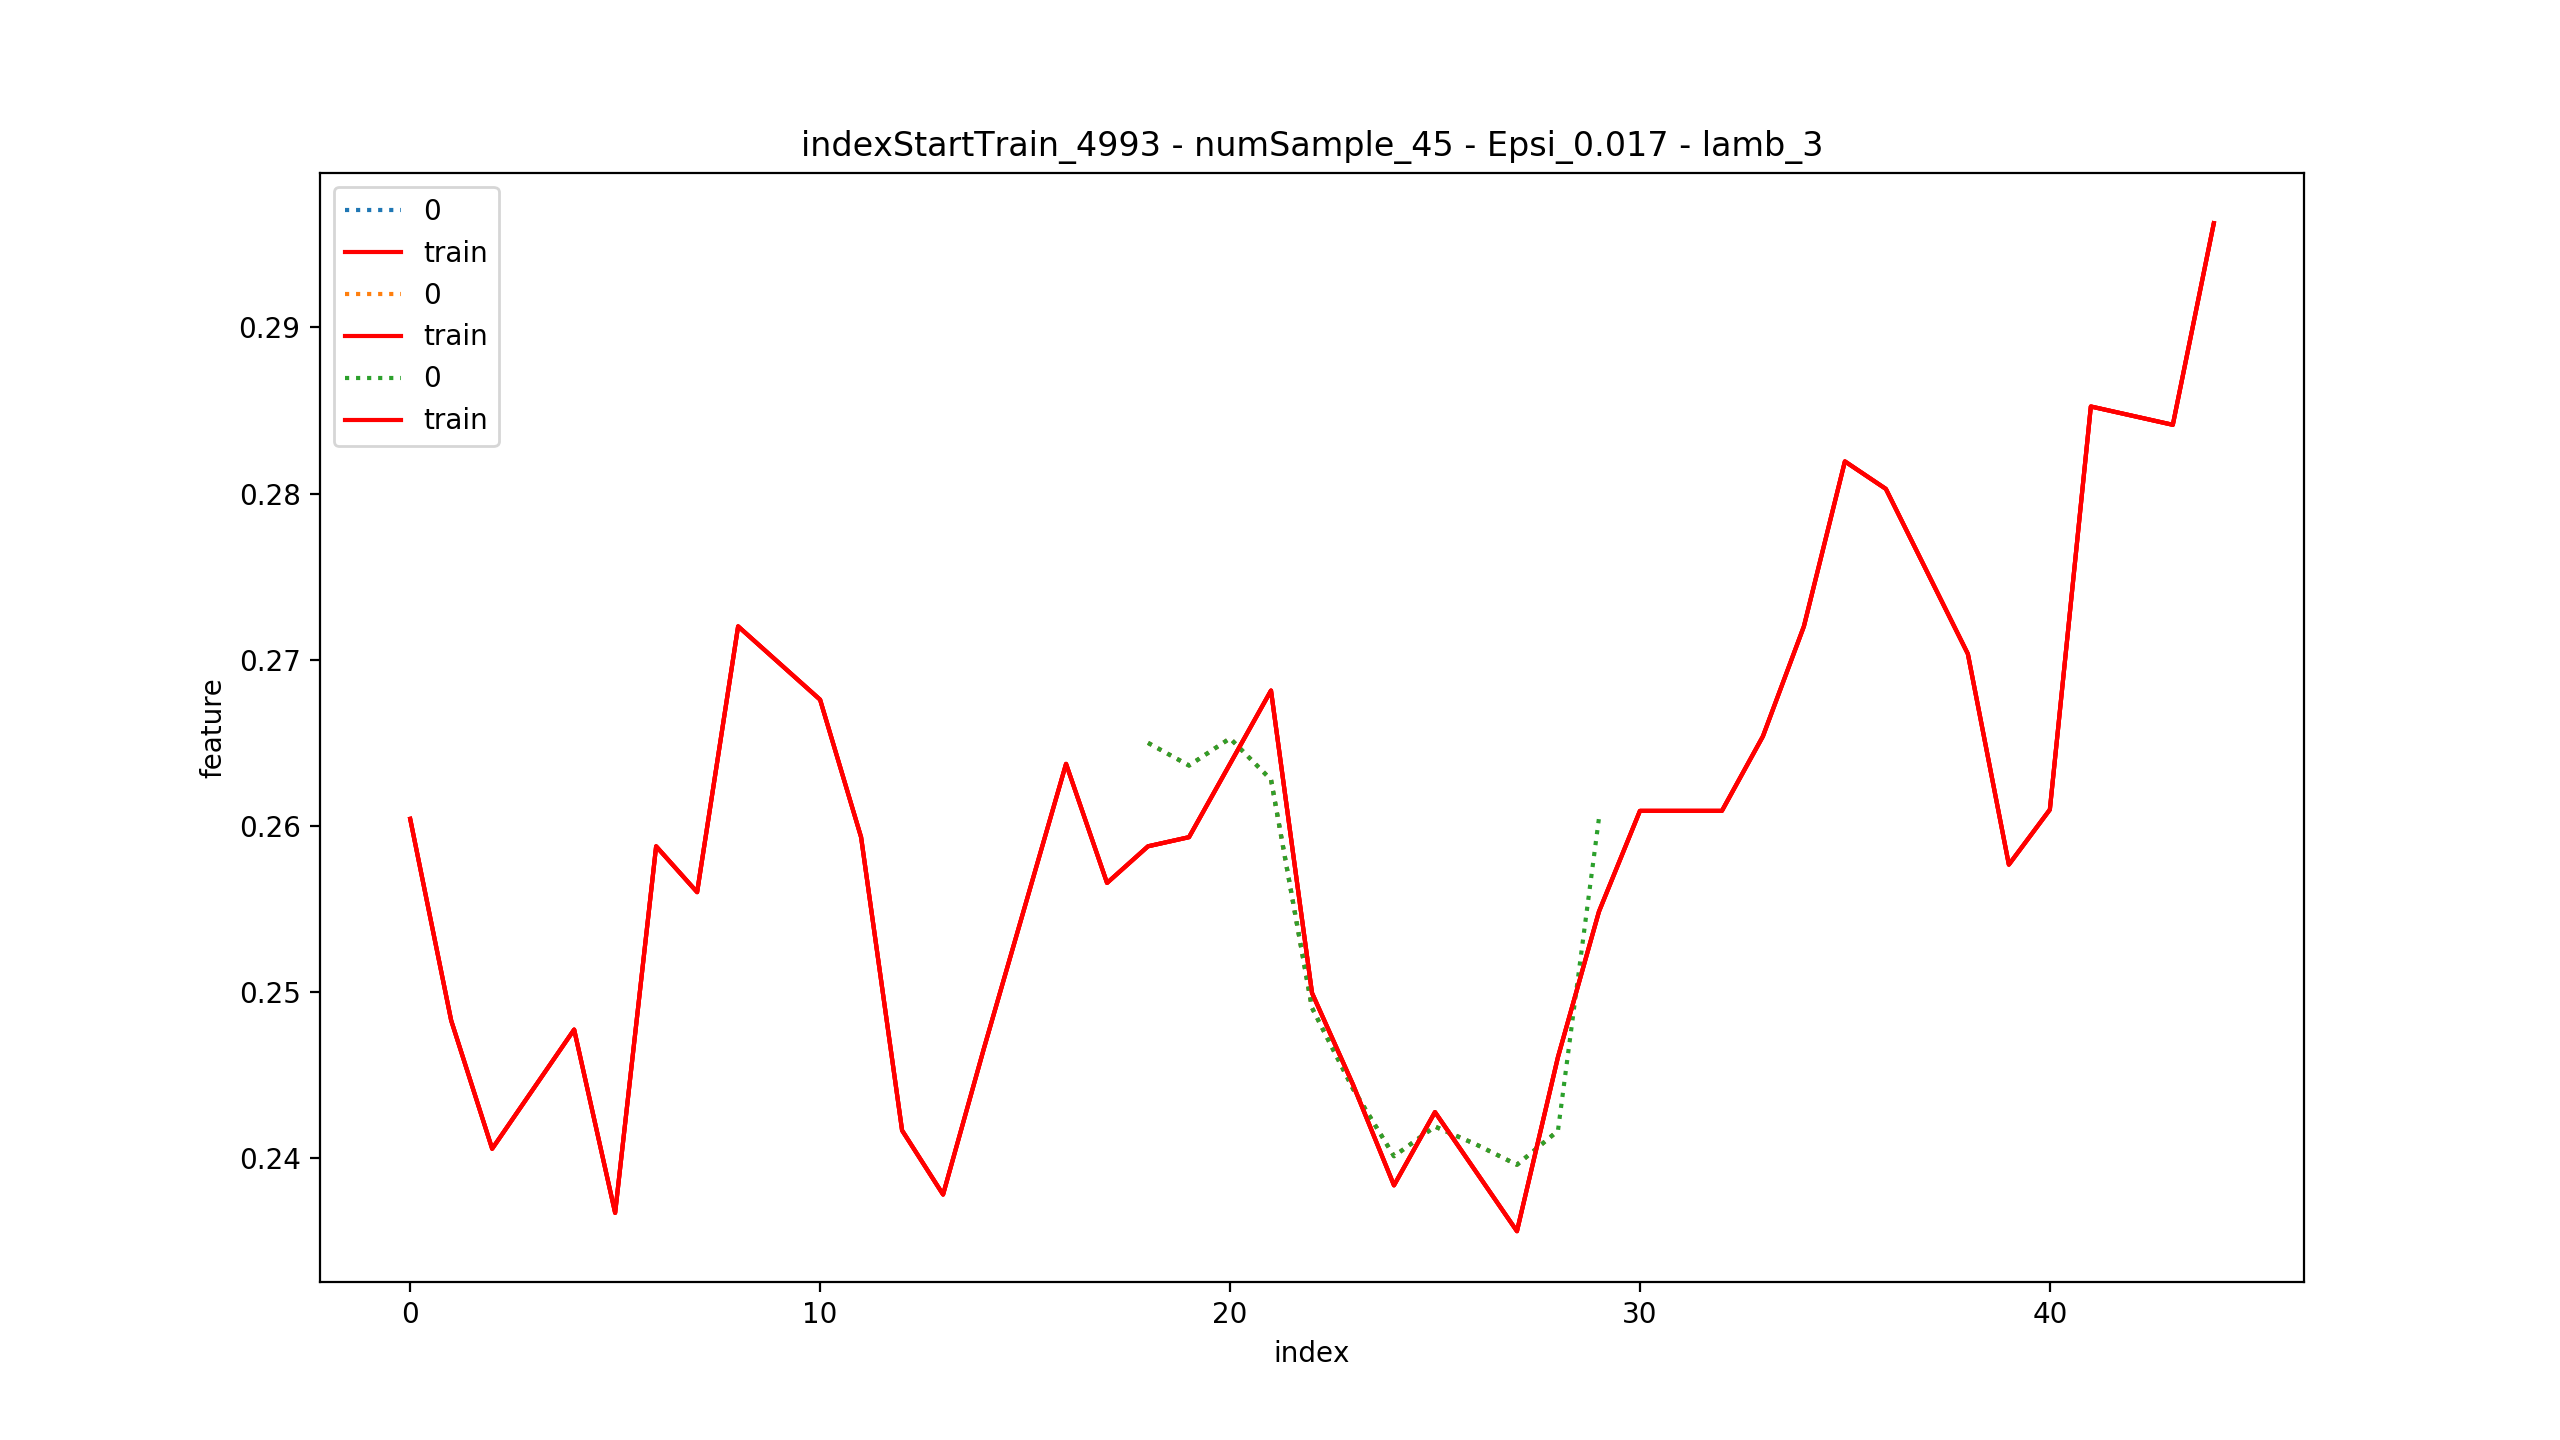 indexStartTrain_4993 - numSample_45 - Epsi_0.017 - lamb_3
0
train
0
train
0
train
0.29
0.28
0.27
0.26
0.25
0.24
feature
0
10
20
30
40
index